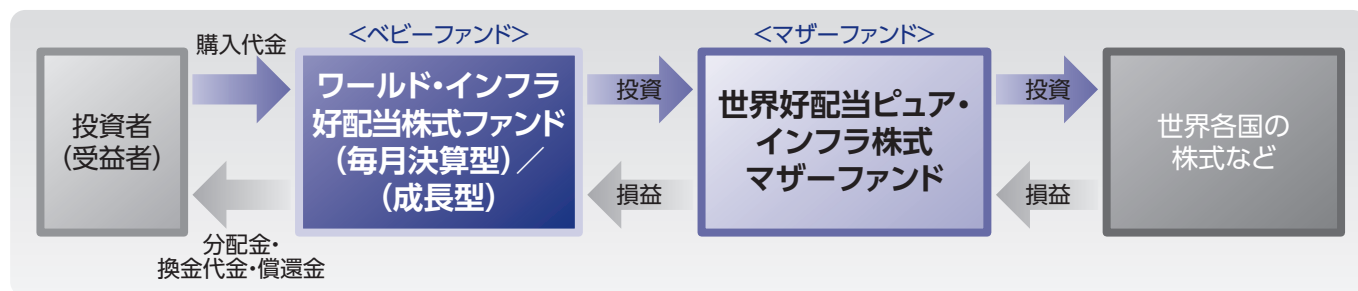 購入代金
<ベビーファンド>
<マザーファンド>
投資者
(受益者)
ワールド・インフラ
好配当株式ファンド
(毎月決算型)／
(成長型)
投資
世界好配当ピュア・
インフラ株式
マザーファンド
投資
世界各国の
株式など
損益
損益
分配金・
換金代金・償還金